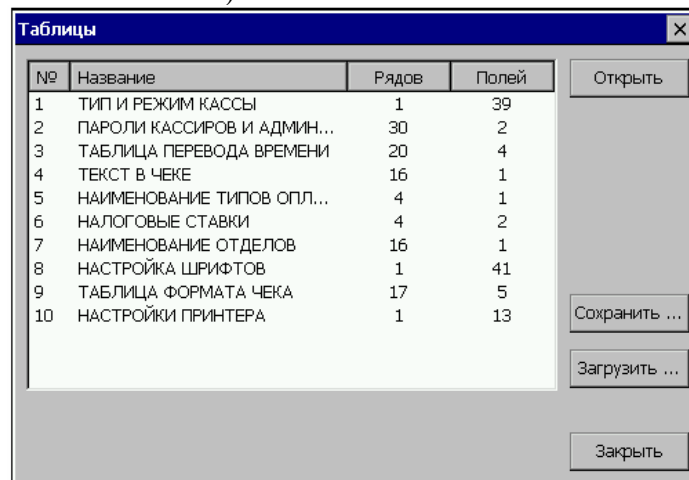 Таблицы
№ Название Рядов Полей
1 ТИП И РЕЖИМ КАССЫ 1 39
2 ПАРОЛИ КАССИРОВ И АДМИН... 30 2
3 ТАБЛИЦА ПЕРЕВОДА ВРЕМЕНИ 20 4
4 ТЕКСТ В ЧЕКЕ 16 1
5 НАИМЕНОВАНИЕ ТИПОВ ОПЛ... 4 1
6 НАЛОГОВЫЕ СТАВКИ 4 2
7 НАИМЕНОВАНИЕ ОТДЕЛОВ 16 1
8 НАСТРОЙКА ШРИФТОВ 1 41
9 ТАБЛИЦА ФОРМАТА ЧЕКА 17 5
10 НАСТРОЙКИ ПРИНТЕРА 1 13
Открыть
Сохранить ...
Загрузить ...
Закрыть